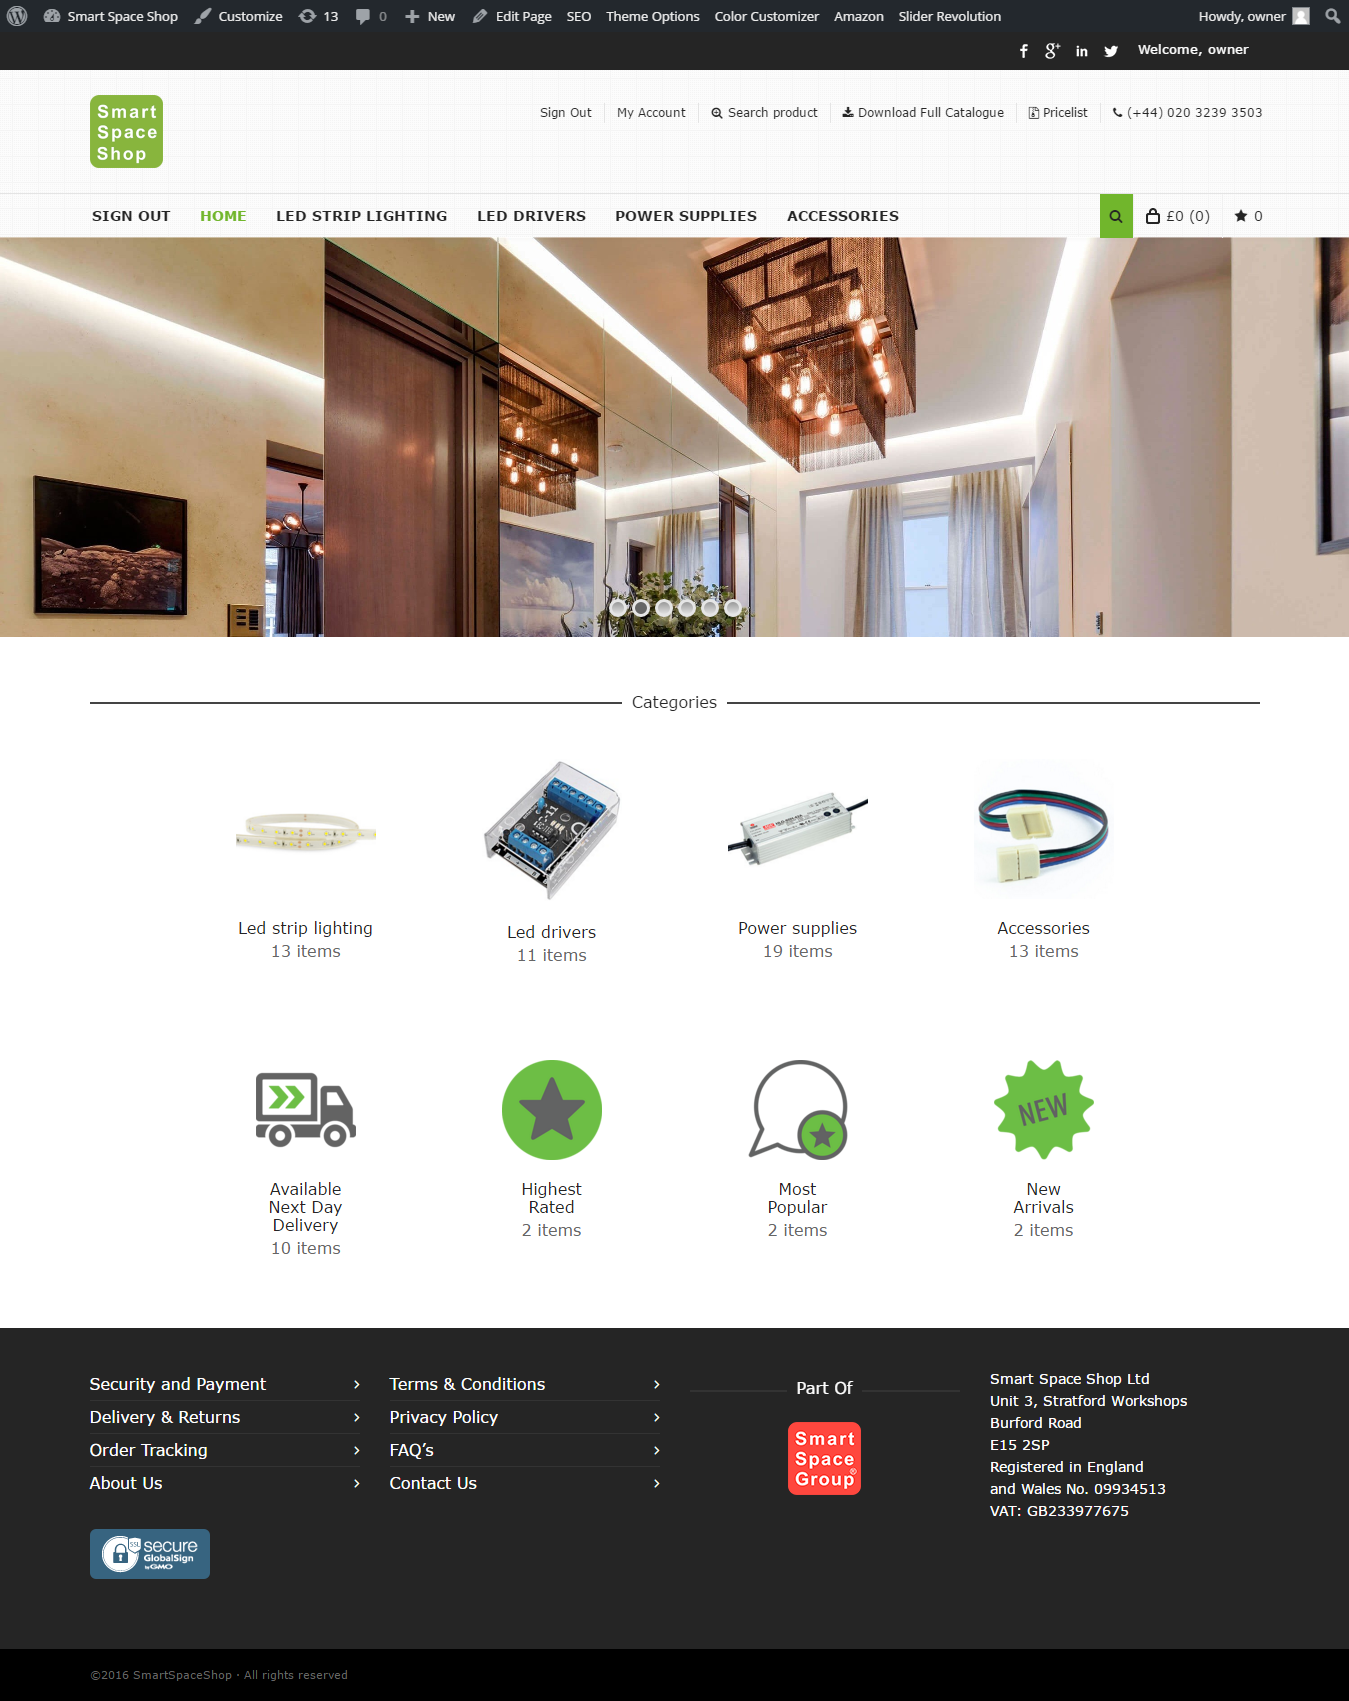 Smart Space Shop Customize 13 0 New Edit Page SEO Theme Options Color Customizer Amazon Slider Revolution Howdy, owner
Welcome, owner
Smart
Space
Shop
Sign Out My Account Search product Download Full Catalogue Pricelist (+44) 020 3239 3503
SIGN OUT HOME LED STRIP LIGHTING LED DRIVERS POWER SUPPLIES ACCESSORIES £0 (0) 0
Categories
Led strip lighting
13 items
Led drivers
11 items
Power supplies
19 items
Accessories
13 items
Available
Next Day
Delivery
10 items
Highest
Rated
2 items
Most
Popular
2 items
NEW
New
Arrivals
2 items
Security and Payment
Delivery & Returns
Order Tracking
About Us
Terms & Conditions
Privacy Policy
FAQ’s
Contact Us
Part Of
Smart
Space
Group®
Smart Space Shop Ltd
Unit 3, Stratford Workshops
Burford Road
E15 2SP
Registered in England
and Wales No. 09934513
VAT: GB233977675
SSL
secure
GlobalSign
by GMO
©2016 SmartSpaceShop · All rights reserved